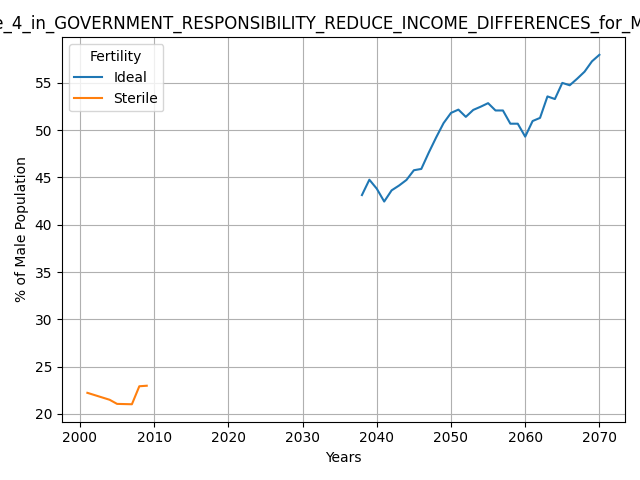 e_4_in_GOVERNMENT_RESPONSIBILITY_REDUCE_INCOME_DIFFERENCES_for_M
Fertility
Ideal
Sterile
% of Male Population
55
50
45
40
35
30
25
20
2000 2010 2020 2030 2040 2050 2060 2070
Years